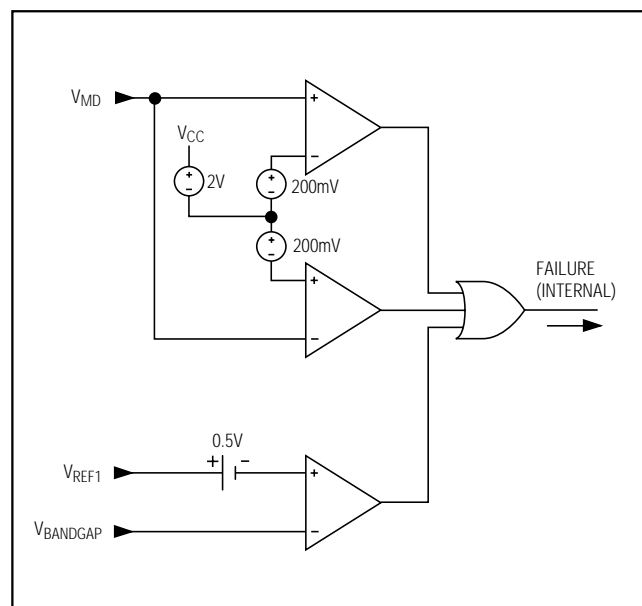 V_MD
+
V_CC
−
+
−
2V
+
−
200mV
+
−
200mV
+
−
FAILURE
(INTERNAL)
0.5V
+ −
V_REF1
+
V_BANDGAP
−